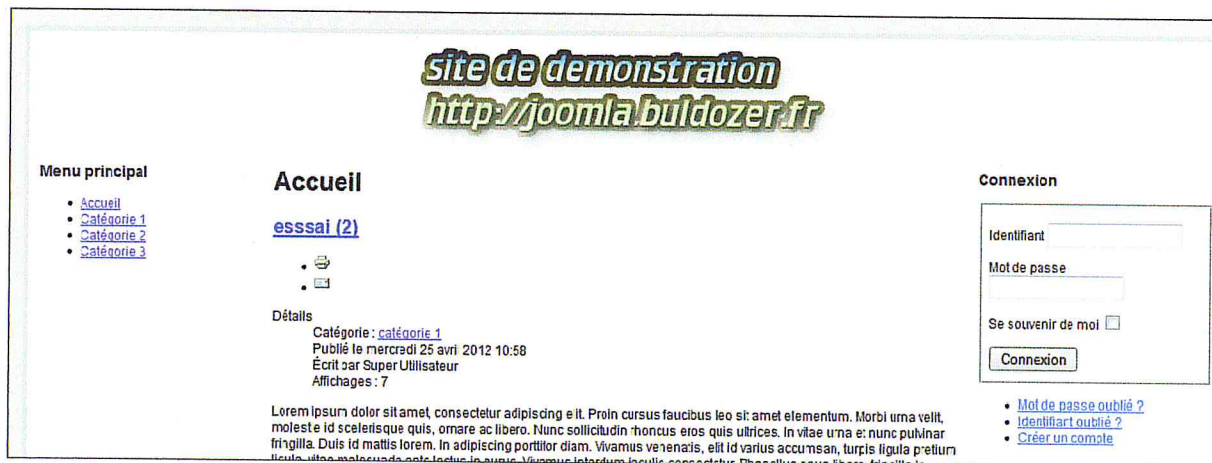 site de demonstration
http://joomla.buldozer.fr
Menu principal
Accueil
Catégorie 1
Catégorie 2
Catégorie 3
Accueil
esssai (2)
Détails
Catégorie : catégorie 1
Publié le mercredi 25 avril 2012 10:58
Écrit par Super Utilisateur
Affichages : 7
Lorem ipsum dolor sit amet, consectetur adipiscing elit. Proin cursus faucibus leo sit amet elementum. Morbi urna velit,
molestie id scelerisque quis, ornare ac libero. Nunc sollicitudin rhoncus eros quis ultrices. In vitae urna et nunc pulvinar
fringilla. Duis id mattis lorem. In adipiscing porttitor diam. Vivamus venenatis, elit id varius accumsan, turpis ligula pretium
Connexion
Identifiant
Mot de passe
Se souvenir de moi
Connexion
Mot de passe oublié ?
Identifiant oublié ?
Créer un compte